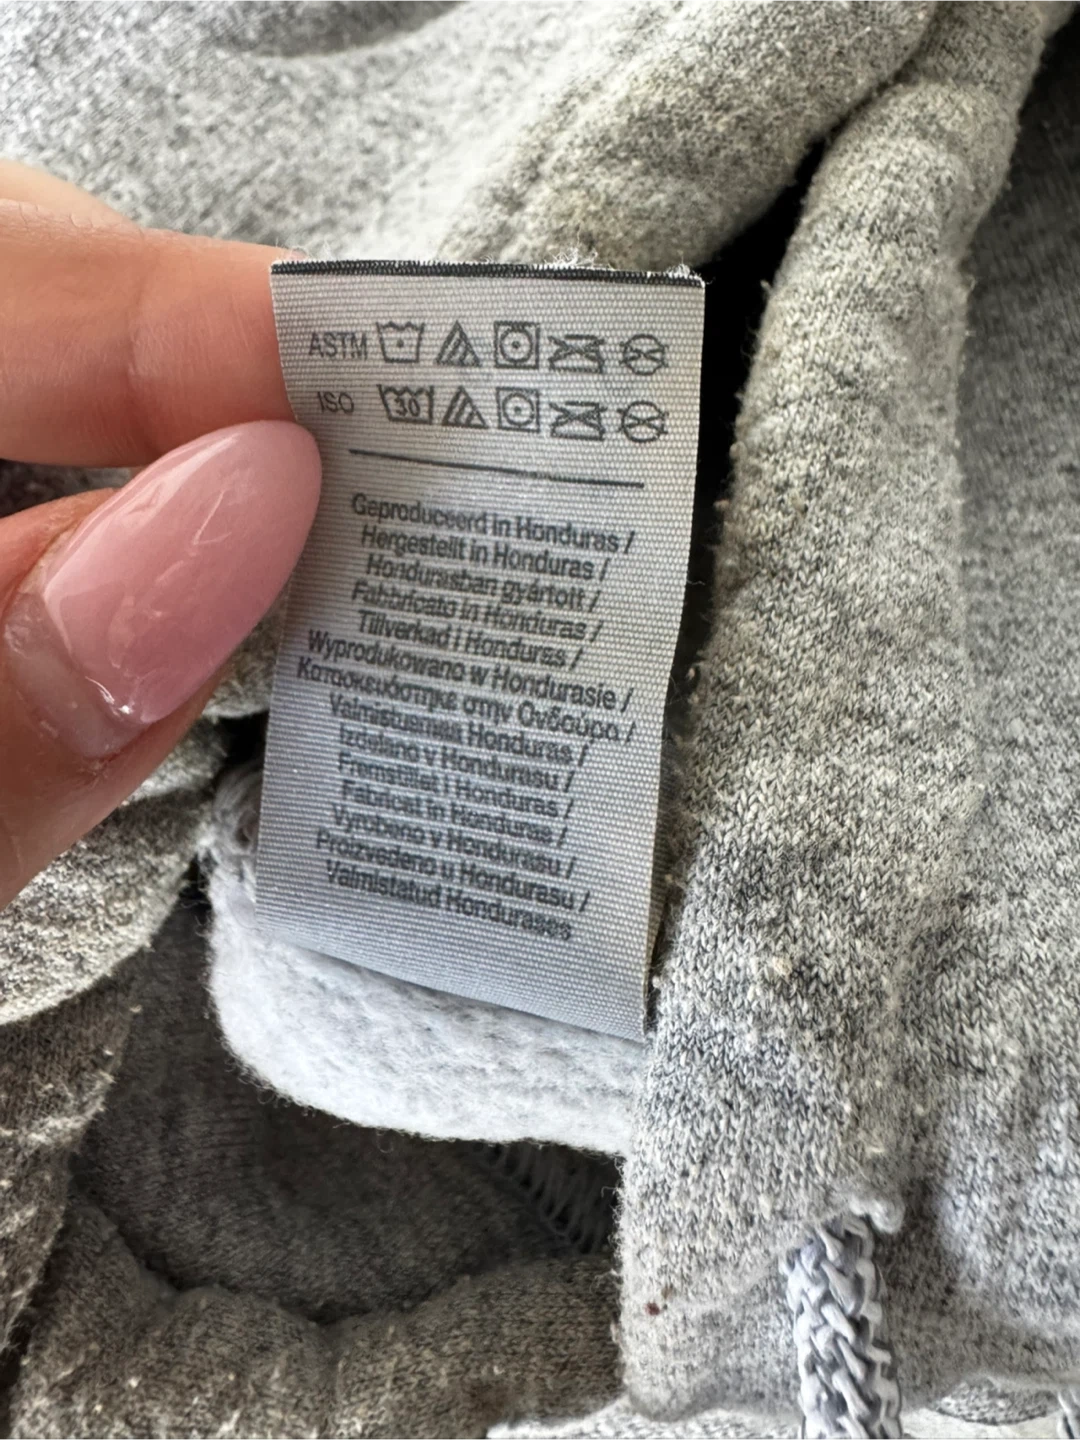 ASTM
ISO 30
Geproduceerd in Honduras /
Hergestellt in Honduras /
Hondurasban gyártott /
Fabbricato in Honduras /
Tillverkad i Honduras /
Wyprodukowano w Hondurasie /
Κατασκευάστηκε στην Ονδούρα /
Valmistusmaa Honduras /
Izdelano v Hondurasu /
Fremstillet i Honduras /
Fabricat în Honduras /
Vyrobeno v Hondurasu /
Proizvedeno u Hondurasu /
Valmistatud Hondurases